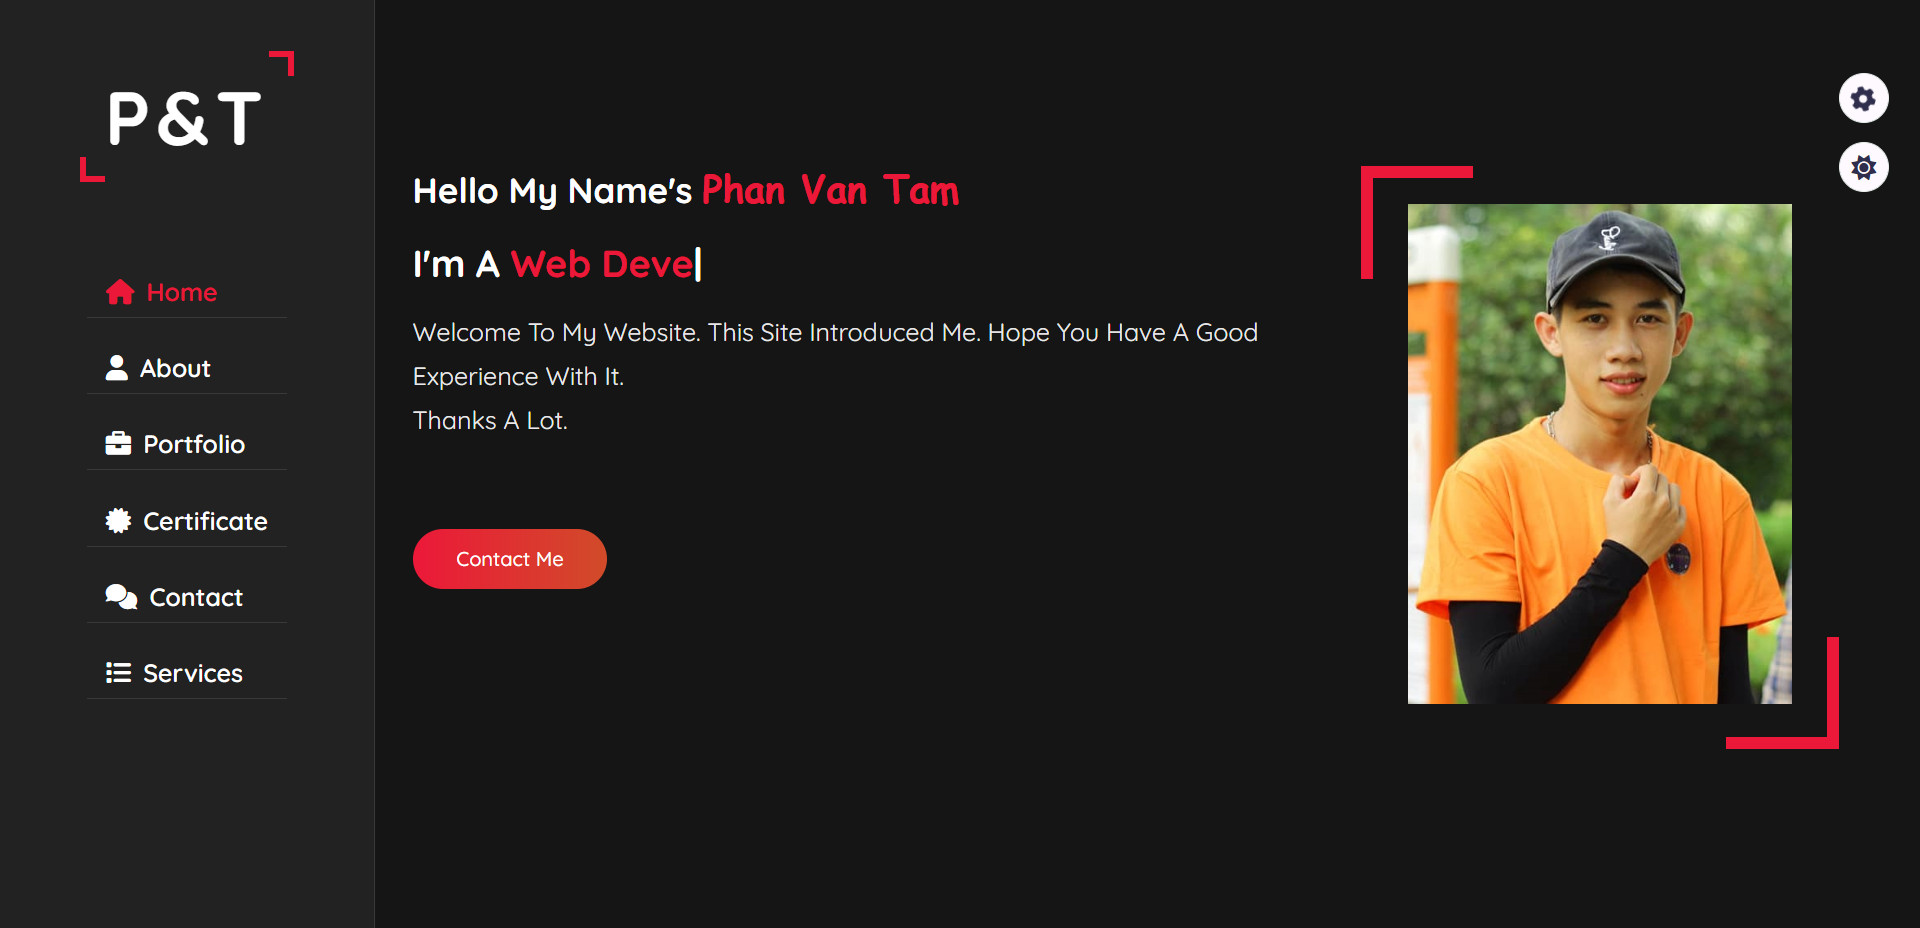 P&T
Home
About
Portfolio
Certificate
Contact
Services
Hello My Name's Phan Van Tam
I'm A Web Deve
Welcome To My Website. This Site Introduced Me. Hope You Have A Good
Experience With It.
Thanks A Lot.
Contact Me